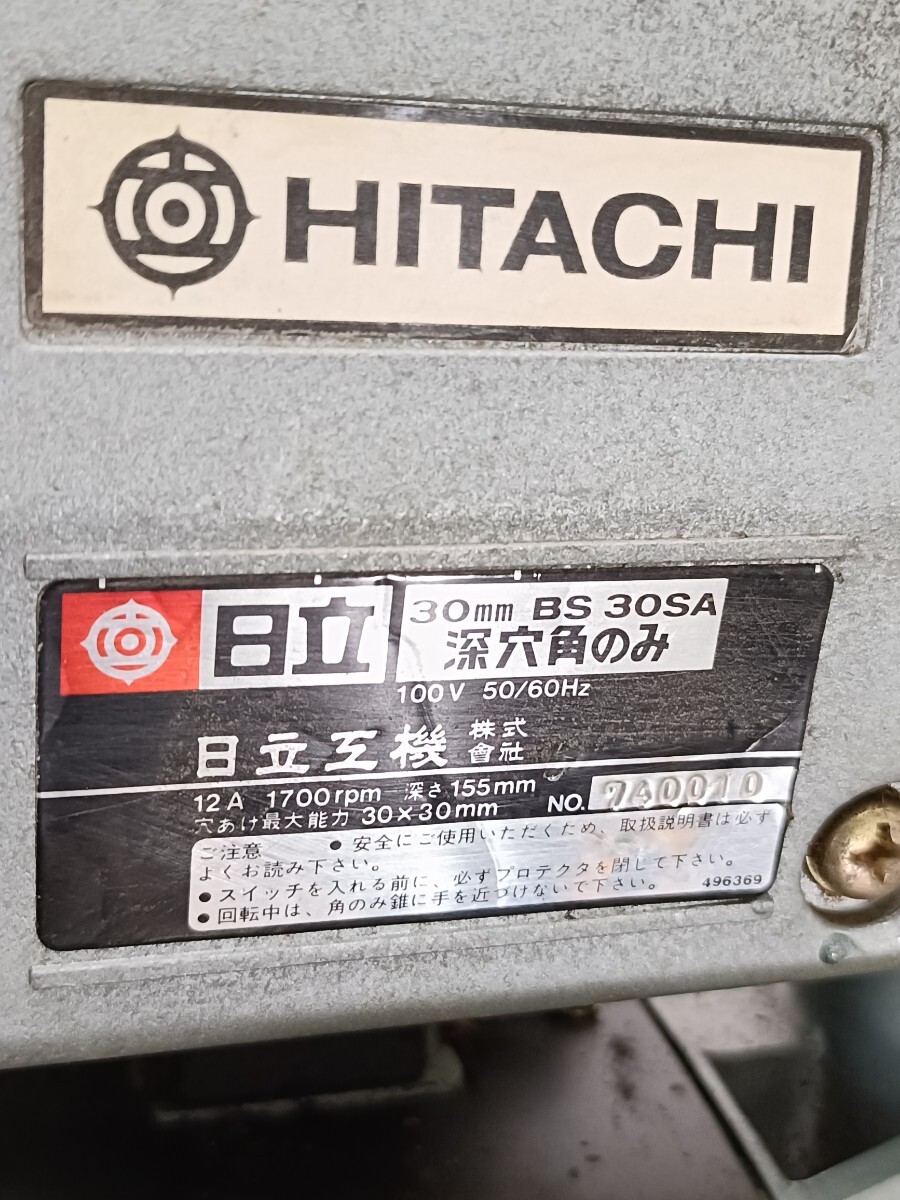 HITACHI
日立
30mm BS 30SA
深穴角のみ
100V 50/60Hz
日立工機 株式會社
12A 1700rpm 深さ155mm
穴あけ最大能力 30×30mm
NO. 740010
ご注意 ● 安全にご使用いただくため、取扱説明書は必ず
よくお読み下さい。
● スイッチを入れる前に、必ずプロテクタを閉して下さい。
● 回転中は、角のみ錐に手を近づけないで下さい。
496369